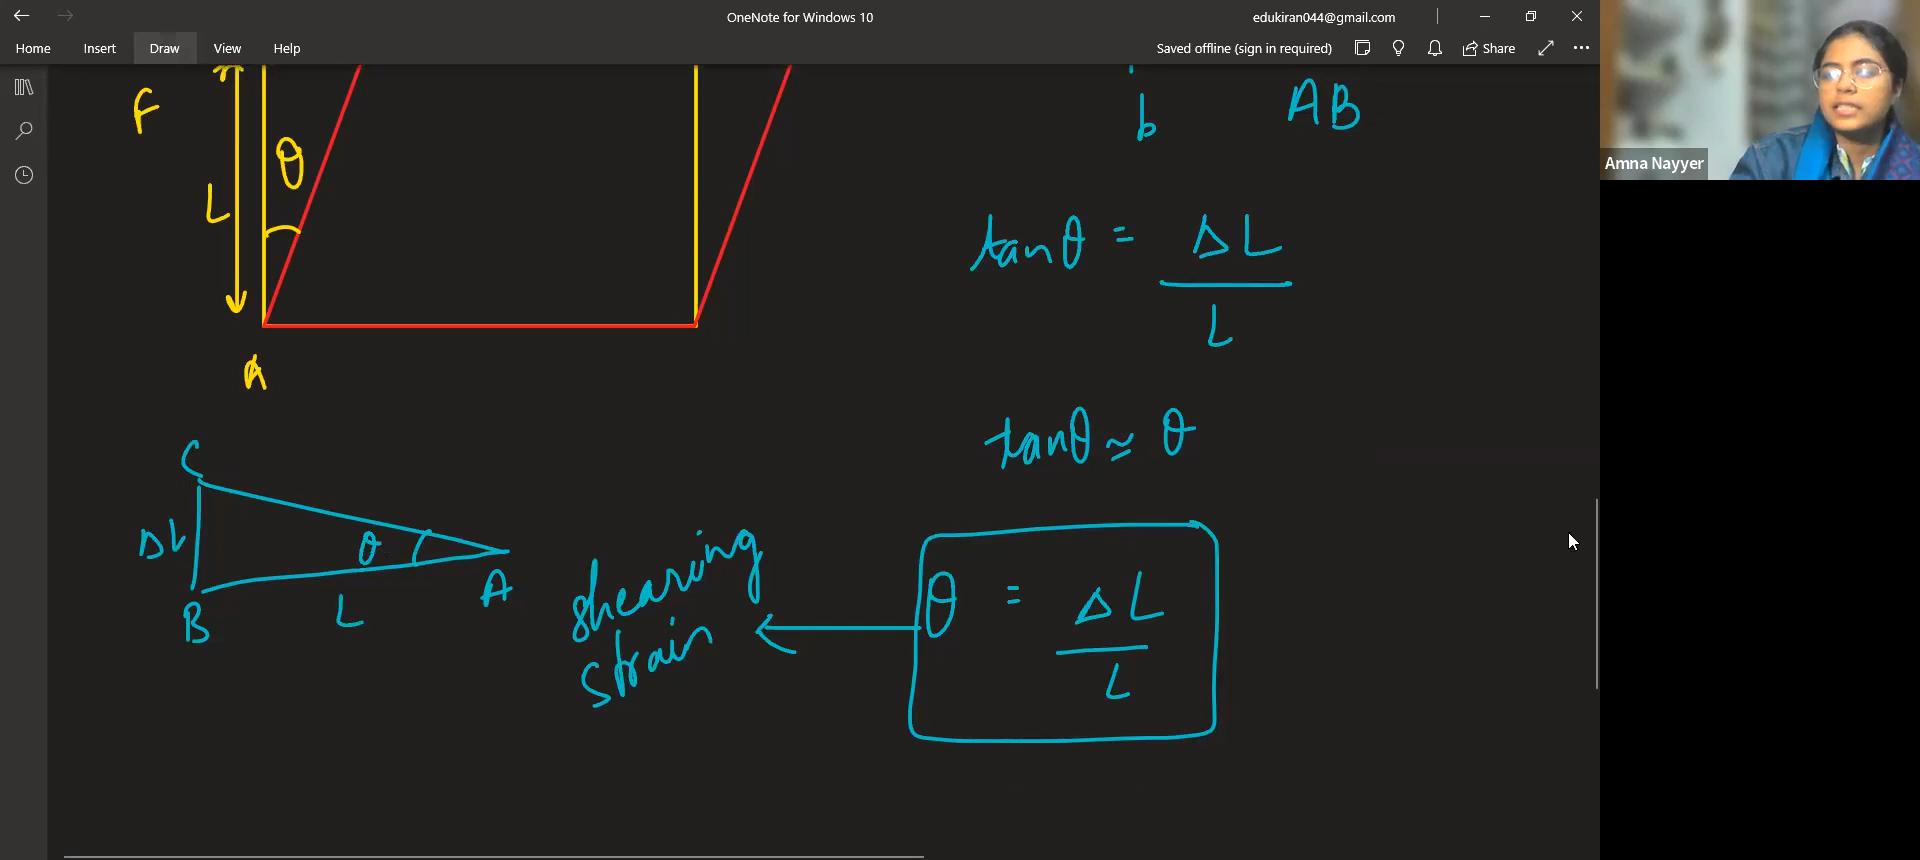 OneNote for Windows 10
edukiran044@gmail.com
Home Insert Draw View Help
Saved offline (sign in required)
Share
Amna Nayyer
F
θ
L
A
b
AB
tanθ = ΔL
L
tanθ ≃ θ
C
ΔL
θ
B
L
A
shearing
strain
θ = ΔL
L